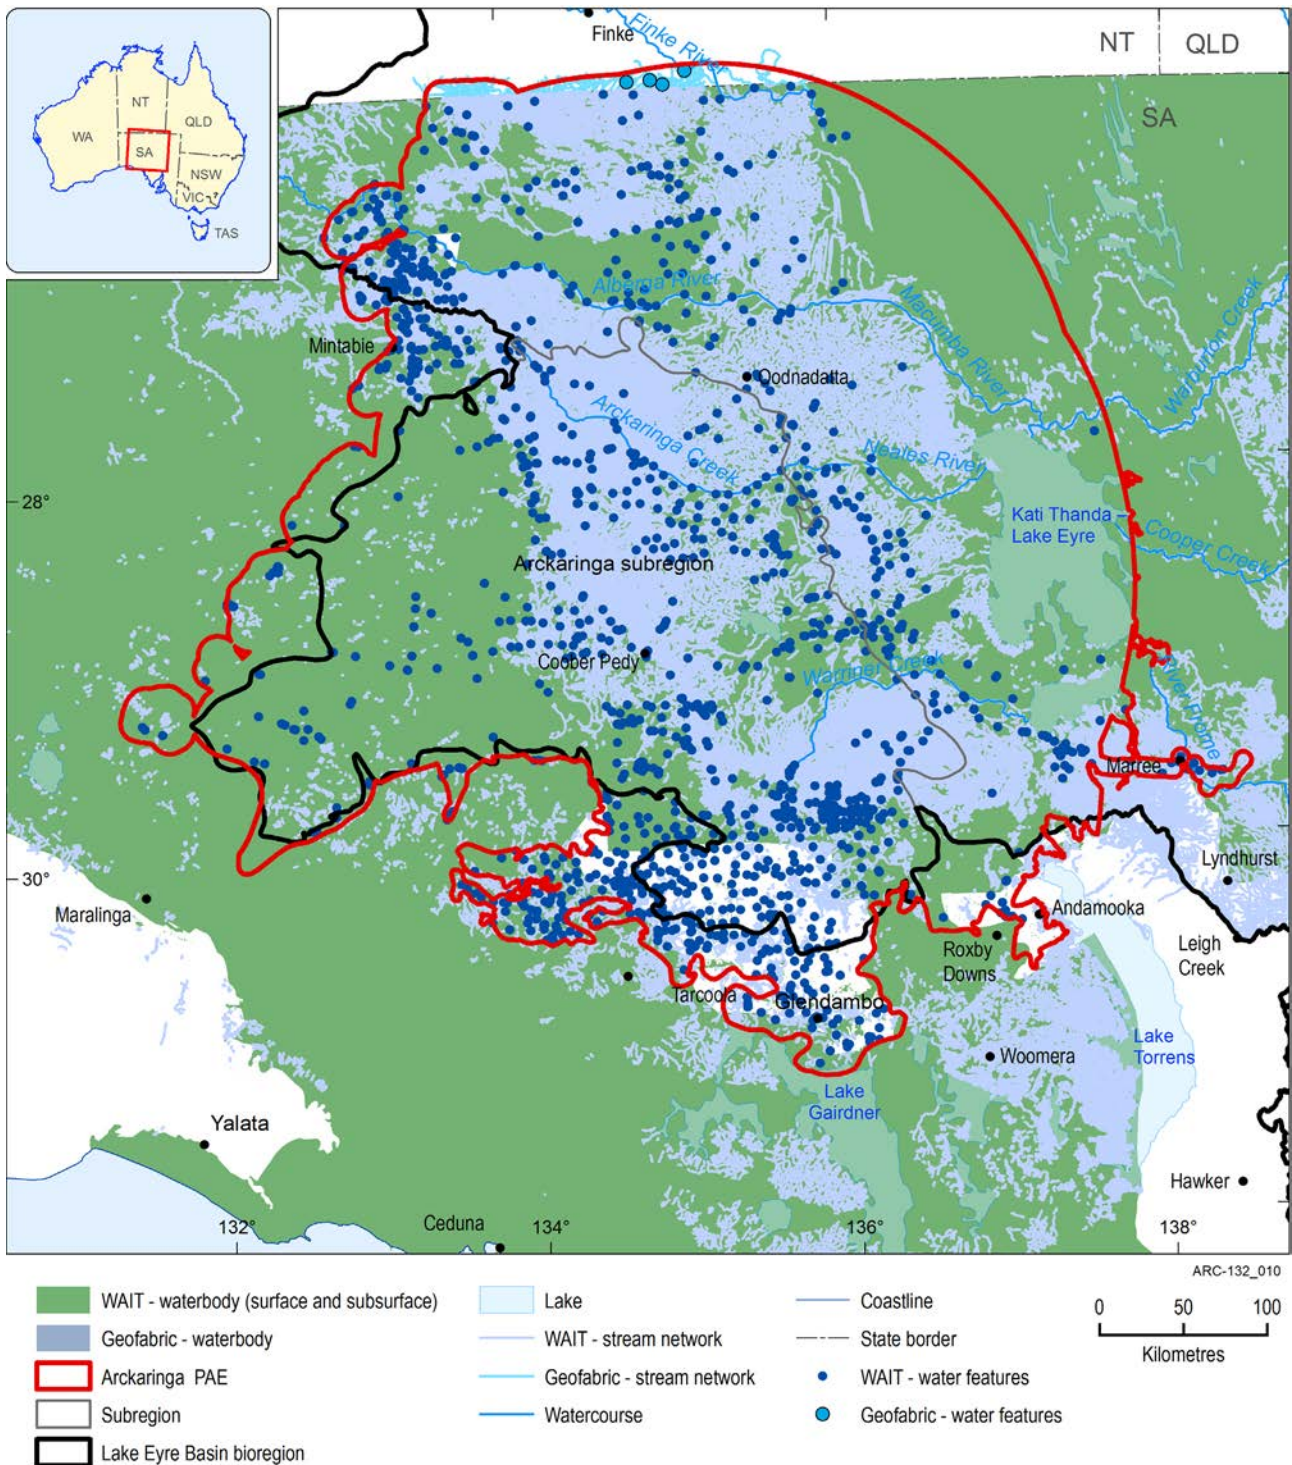 Finke
Finke River
NT
QLD
SA
NT
WA
QLD
SA
NSW
VIC
TAS
Alberga River
Macumba River
Warburton Creek
Mintabie
Oodnadatta
Arckaringa Creek
Neales River
28°
Kati Thanda –
Lake Eyre
Cooper Creek
Arckaringa subregion
Coober Pedy
Warriner Creek
River Frome
Marree
Lyndhurst
30°
Maralinga
Andamooka
Roxby
Downs
Leigh
Creek
Tarcoola
Glendambo
Woomera
Lake
Torrens
Lake
Gairdner
Yalata
Hawker
Ceduna
132°
134°
136°
138°
ARC-132_010
WAIT - waterbody (surface and subsurface)
Geofabric - waterbody
Arckaringa PAE
Subregion
Lake Eyre Basin bioregion
Lake
WAIT - stream network
Geofabric - stream network
Watercourse
Coastline
State border
WAIT - water features
Geofabric - water features
0 50 100
Kilometres